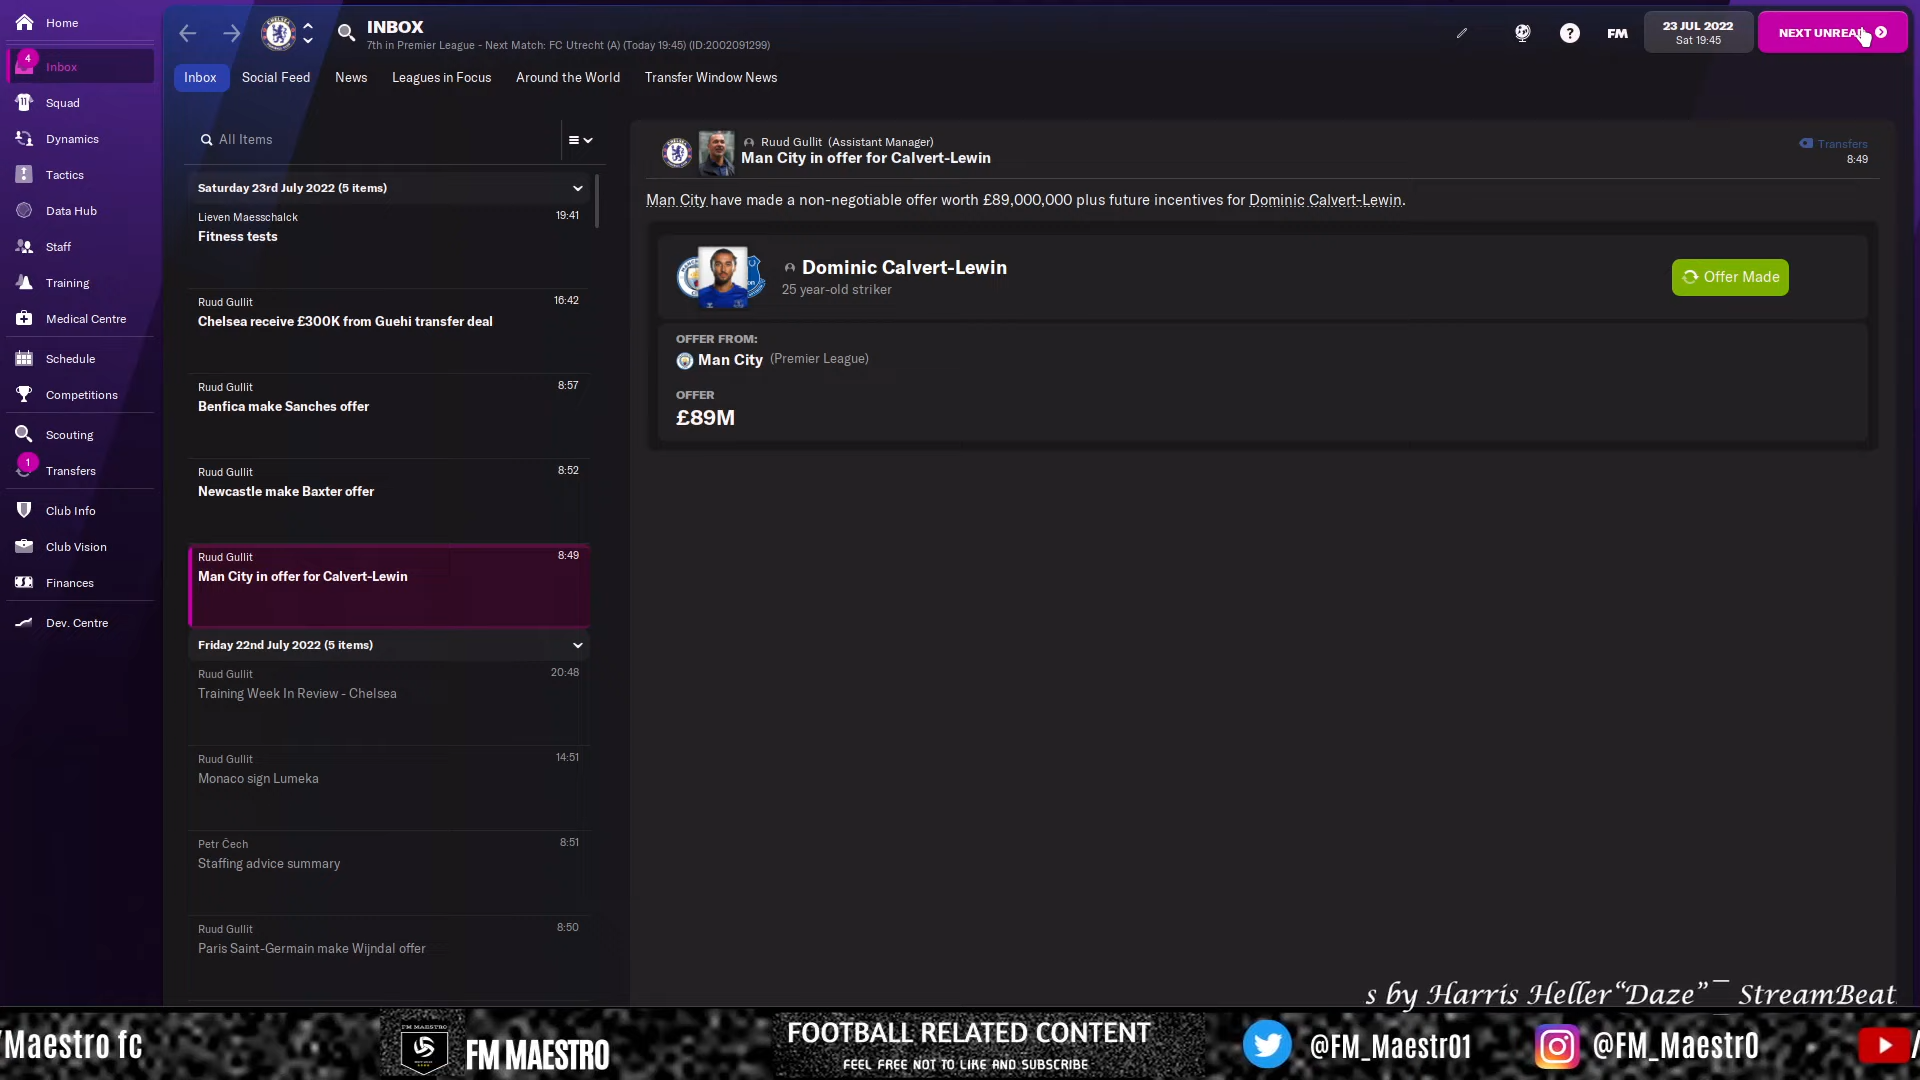 Home
4
Inbox
Squad
Dynamics
Tactics
Data Hub
Staff
Training
Medical Centre
Schedule
Competitions
Scouting
1
Transfers
Club Info
Club Vision
Finances
Dev. Centre
INBOX
7th in Premier League - Next Match: FC Utrecht (A) (Today 19:45) (ID:2002091299)
FM
23 JUL 2022
Sat 19:45
NEXT UNREA
Inbox Social Feed News Leagues in Focus Around the World Transfer Window News
All Items
Saturday 23rd July 2022 (5 items)
Lieven Maesschalck 19:41
Fitness tests
Ruud Gullit 16:42
Chelsea receive £300K from Guehi transfer deal
Ruud Gullit 8:57
Benfica make Sanches offer
Ruud Gullit 8:52
Newcastle make Baxter offer
Ruud Gullit 8:49
Man City in offer for Calvert-Lewin
Friday 22nd July 2022 (5 items)
Ruud Gullit 20:48
Training Week In Review - Chelsea
Ruud Gullit 14:51
Monaco sign Lumeka
Petr Čech 8:51
Staffing advice summary
Ruud Gullit 8:50
Paris Saint-Germain make Wijndal offer
Ruud Gullit (Assistant Manager)
Man City in offer for Calvert-Lewin
Transfers
8:49
Man City have made a non-negotiable offer worth £89,000,000 plus future incentives for Dominic Calvert-Lewin.
Dominic Calvert-Lewin
25 year-old striker
Offer Made
OFFER FROM:
Man City (Premier League)
OFFER
£89M
s by Harris Heller“Daze” StreamBeat
/Maestro fc
FM MAESTRO
FM MAESTRO
FOOTBALL RELATED CONTENT
FEEL FREE NOT TO LIKE AND SUBSCRIBE
@FM_Maestr01
@FM_Maestr0